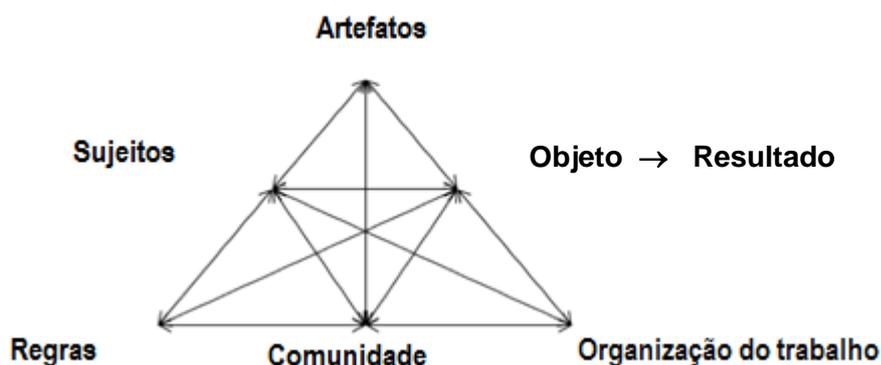 Artefatos
Sujeitos
Objeto → Resultado
Regras
Comunidade
Organização do trabalho